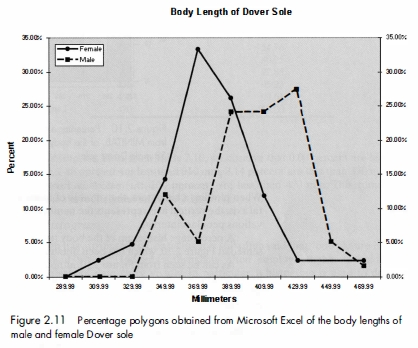 Body Length of Dover Sole
35.00%
30.00%
25.00%
20.00%
15.00%
10.00%
5.00%
0.00%
Percent
Female
Male
35.00%
30.00%
25.00%
20.00%
15.00%
10.00%
5.00%
0.00%
289.99 309.99 329.99 349.99 369.99 389.99 409.99 429.99 449.99 469.99
Millimeters
Figure 2.11 Percentage polygons obtained from Microsoft Excel of the body lengths of
male and female Dover sole